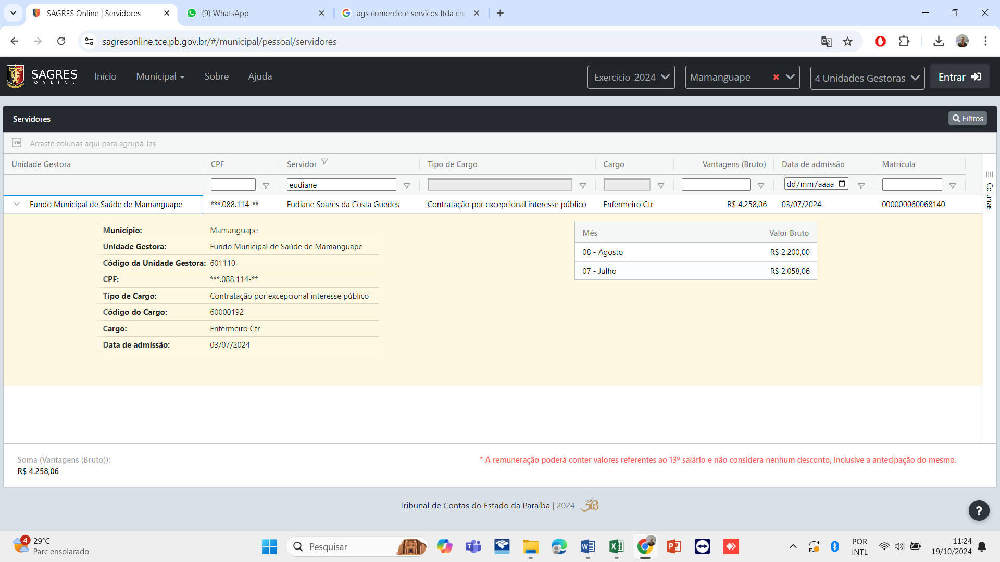 SAGRES Online | Servidores
(9) WhatsApp
ags comercio e servicos ltda cn
sagresonline.tce.pb.gov.br/#/municipal/pessoal/servidores
SAGRES
ONLINE
Início
Municipal
Sobre
Ajuda
Exercício 2024
Mamanguape
4 Unidades Gestoras
Entrar
Servidores
Filtros
Arraste colunas aqui para agrupá-las
Unidade Gestora
CPF
Servidor
Tipo de Cargo
Cargo
Vantagens (Bruto)
Data de admissão
Matrícula
Colunas
eudiane
dd/mm/aaaa
Fundo Municipal de Saúde de Mamanguape
***.088.114-**
Eudiane Soares da Costa Guedes
Contratação por excepcional interesse público
Enfermeiro Ctr
R$ 4.258,06
03/07/2024
000000060068140
Município: Mamanguape
Unidade Gestora: Fundo Municipal de Saúde de Mamanguape
Código da Unidade Gestora: 601110
CPF: ***.088.114-**
Tipo de Cargo: Contratação por excepcional interesse público
Código do Cargo: 60000192
Cargo: Enfermeiro Ctr
Data de admissão: 03/07/2024
Mês Valor Bruto
08 - Agosto R$ 2.200,00
07 - Julho R$ 2.058,06
Soma (Vantagens (Bruto)):
R$ 4.258,06
* A remuneração poderá conter valores referentes ao 13º salário e não considera nenhum desconto, inclusive a antecipação do mesmo.
Tribunal de Contas do Estado da Paraíba | 2024
50
?
4
29°C
Parc ensolarado
Pesquisar
POR
INTL
11:24
19/10/2024